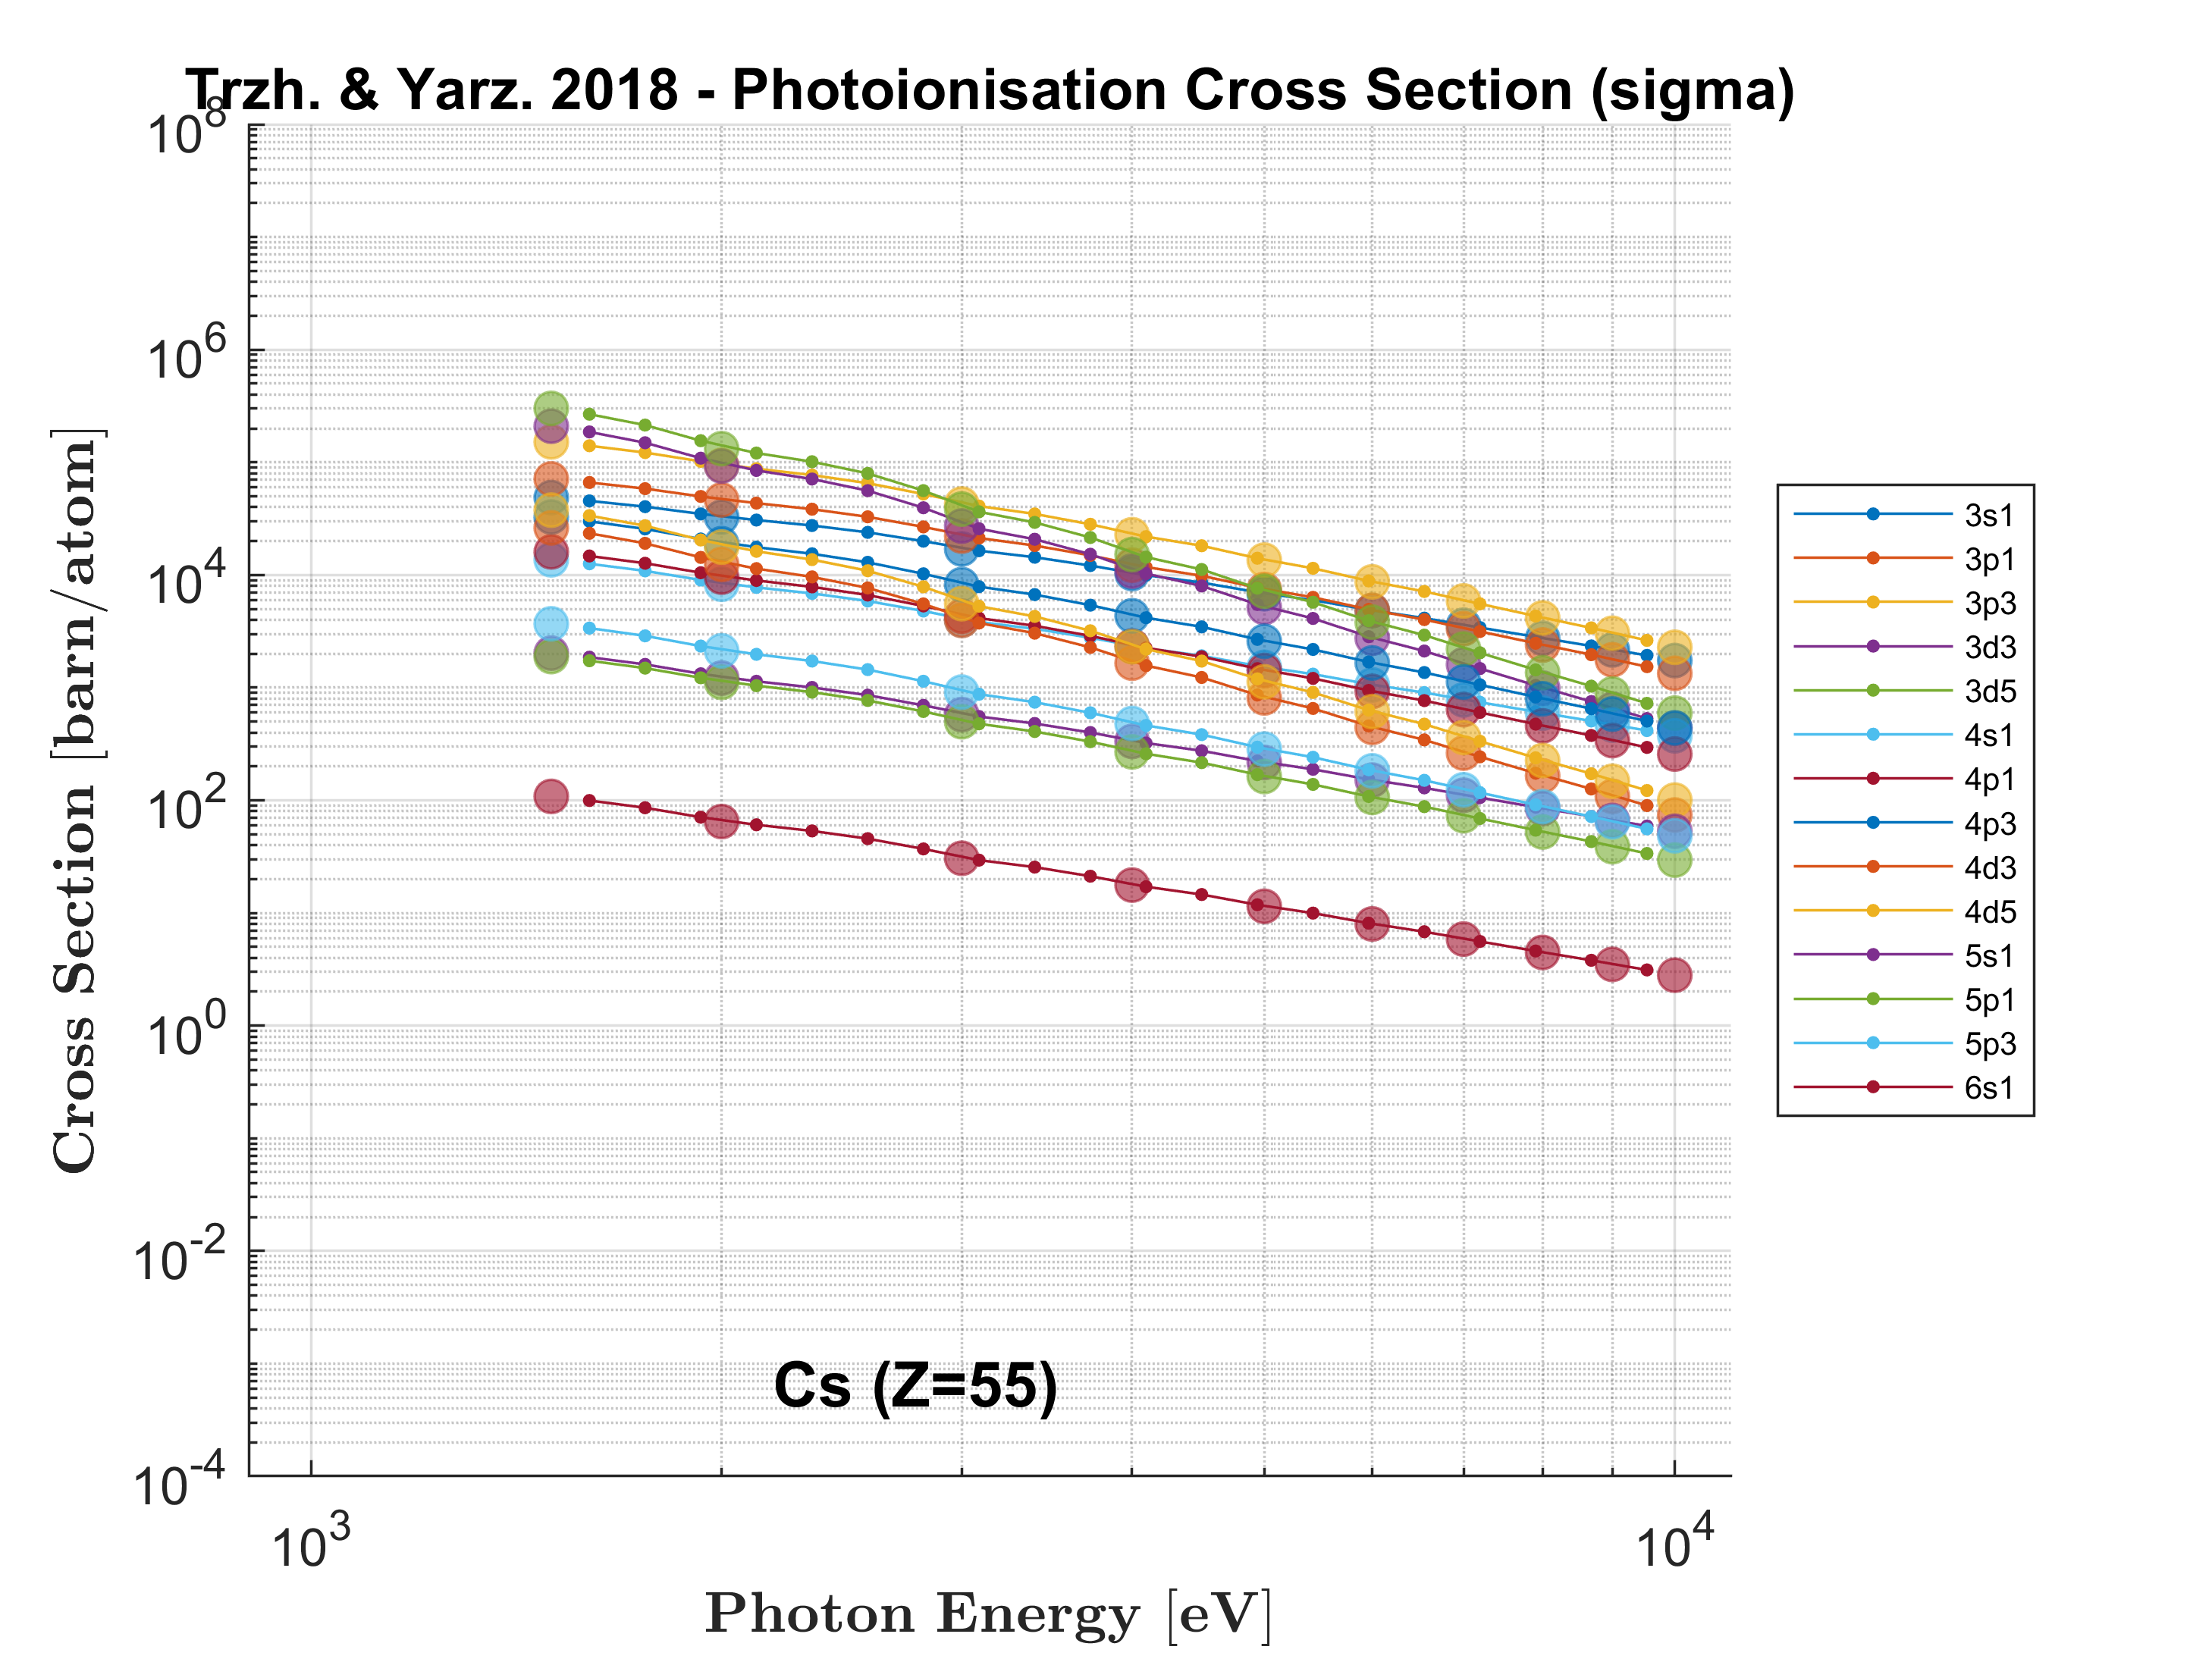 Trzh. & Yarz. 2018 - Photoionisation Cross Section (sigma)
10^8
10^6
10^4
10^2
10^0
10^-2
10^-4
Cross Section [barn/atom]
3s1
3p1
3p3
3d3
3d5
4s1
4p1
4p3
4d3
4d5
5s1
5p1
5p3
6s1
Cs (Z=55)
10^3
10^4
Photon Energy [eV]